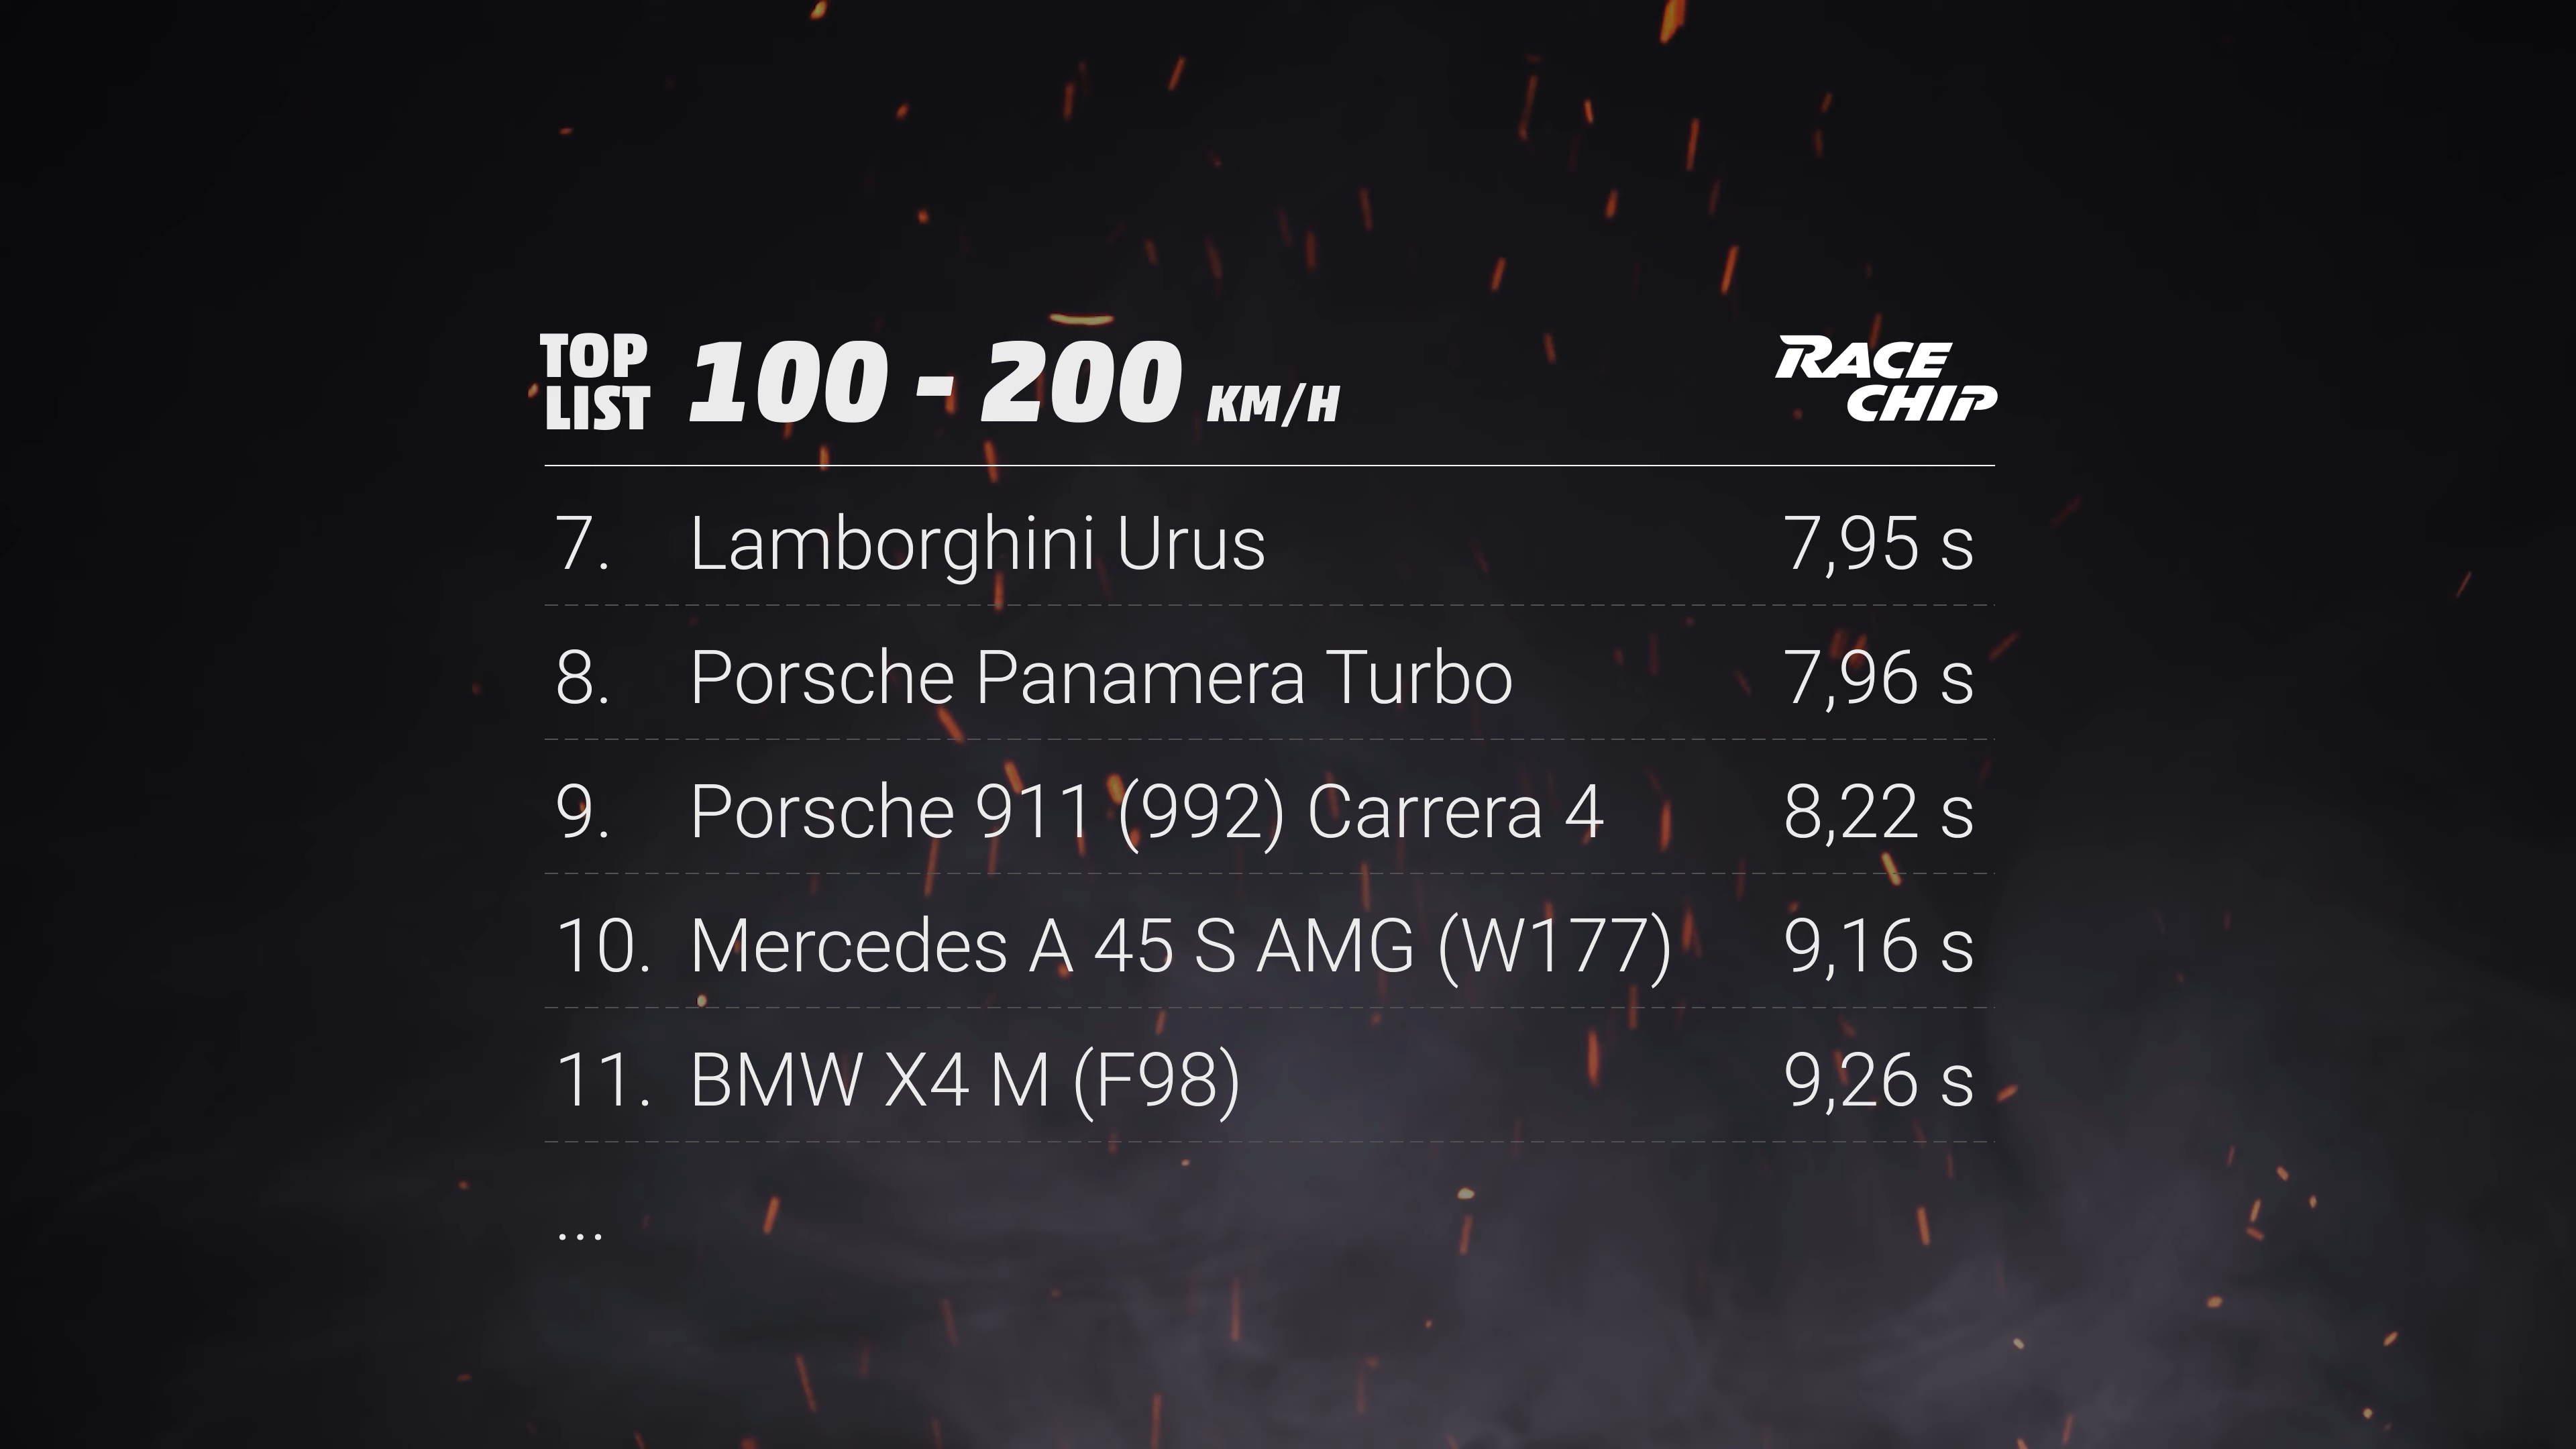 TOP LIST 100 - 200 KM/H
RACE CHIP
7. Lamborghini Urus 7,95 s
8. Porsche Panamera Turbo 7,96 s
9. Porsche 911 (992) Carrera 4 8,22 s
10. Mercedes A 45 S AMG (W177) 9,16 s
11. BMW X4 M (F98) 9,26 s
...